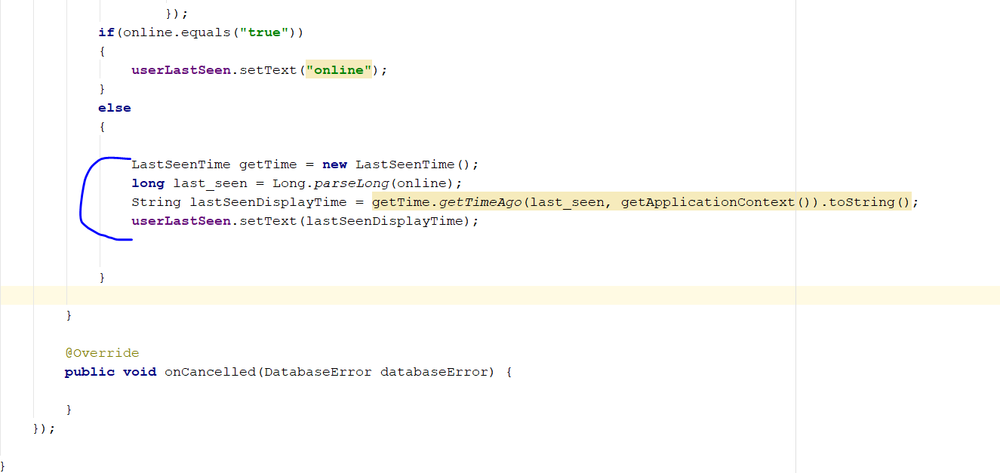 });
if(online.equals("true"))
{
userLastSeen.setText("online");
}
else
{
LastSeenTime getTime = new LastSeenTime();
long last_seen = Long.parseLong(online);
String lastSeenDisplayTime = getTime.getTimeAgo(last_seen, getApplicationContext()).toString();
userLastSeen.setText(lastSeenDisplayTime);
}
}
@Override
public void onCancelled(DatabaseError databaseError) {
}
});
}